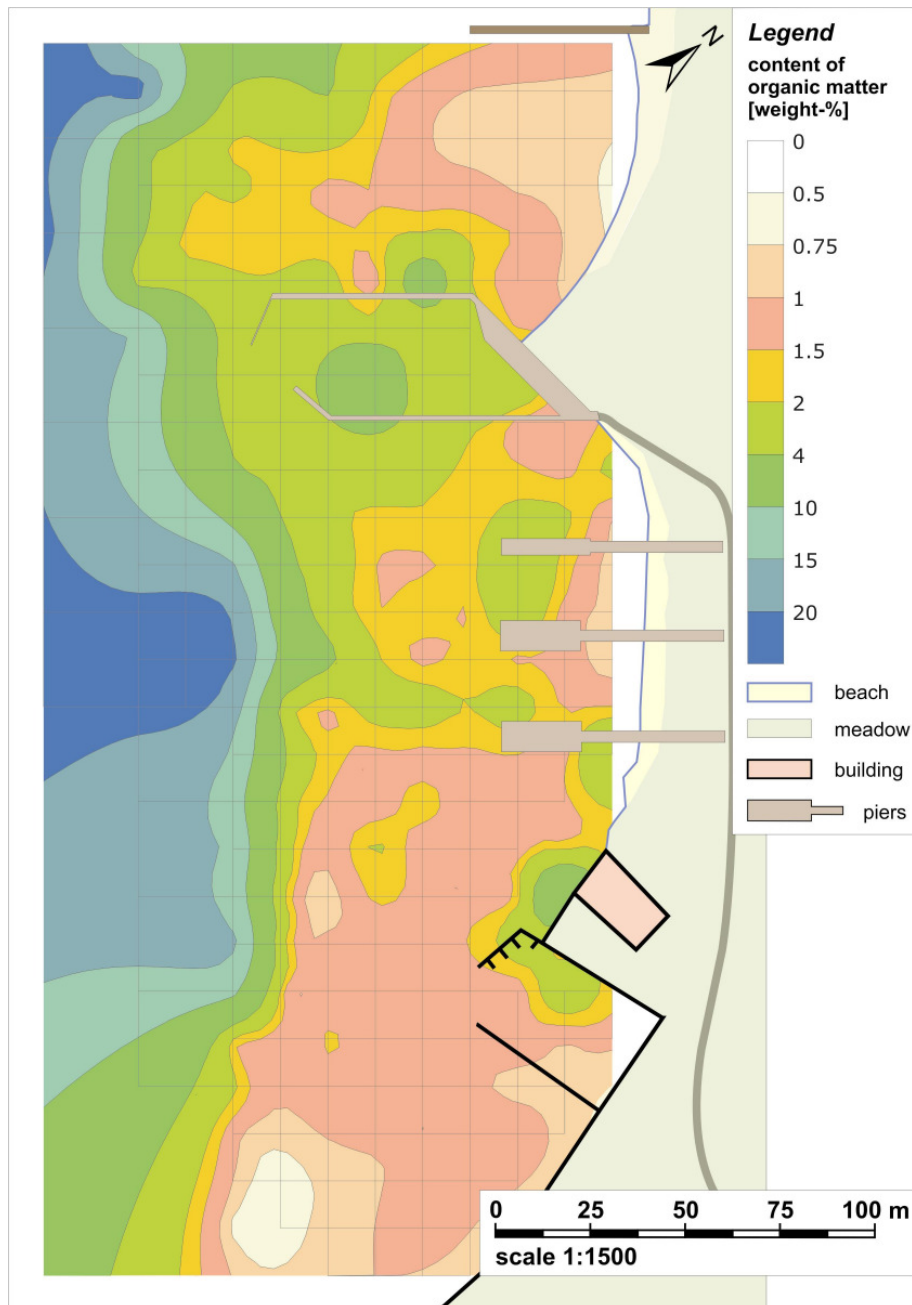 N
Legend
content of
organic matter
[weight-%]
0
0.5
0.75
1
1.5
2
4
10
15
20
beach
meadow
building
piers
0 25 50 75 100 m
scale 1:1500